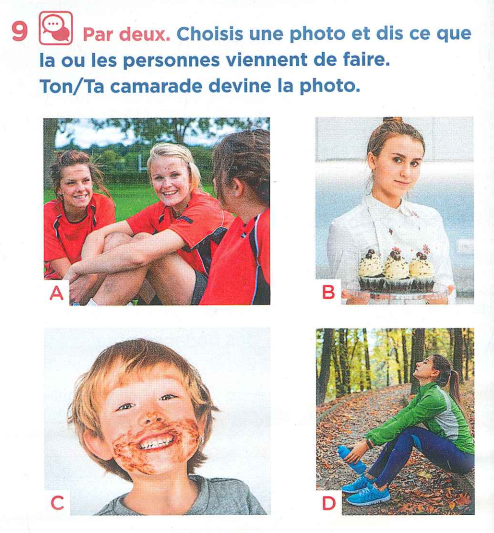 9 Par deux. Choisis une photo et dis ce que
la ou les personnes viennent de faire.
Ton/Ta camarade devine la photo.
A
B
C
D